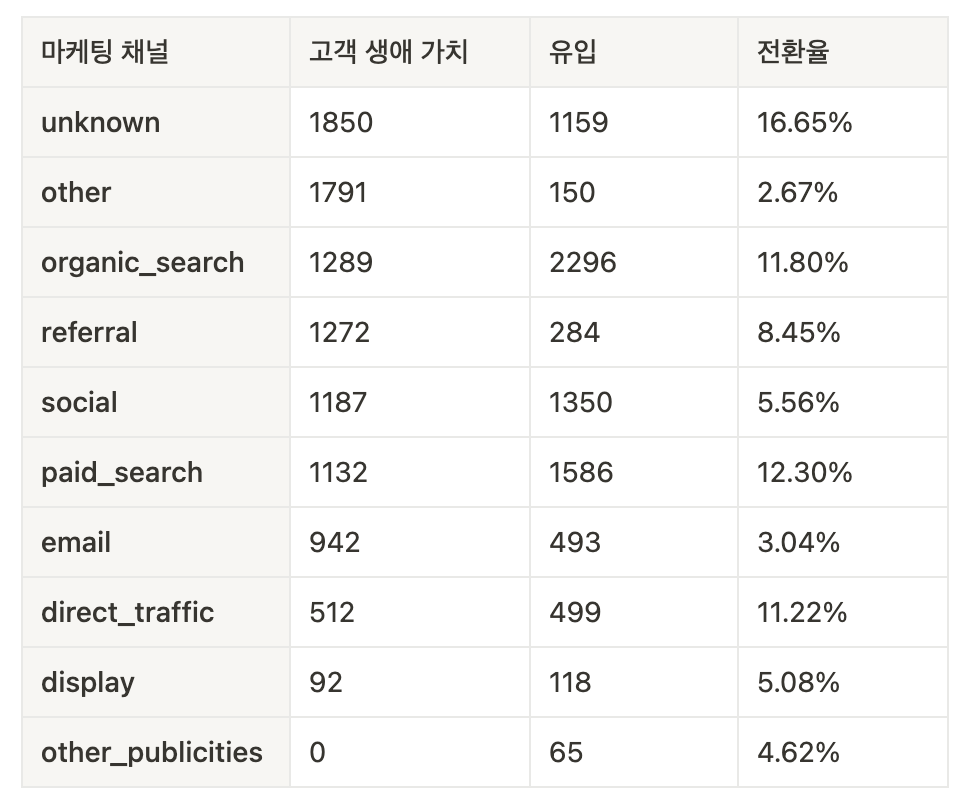 마케팅 채널 고객 생애 가치 유입 전환율
unknown 1850 1159 16.65%
other 1791 150 2.67%
organic_search 1289 2296 11.80%
referral 1272 284 8.45%
social 1187 1350 5.56%
paid_search 1132 1586 12.30%
email 942 493 3.04%
direct_traffic 512 499 11.22%
display 92 118 5.08%
other_publicities 0 65 4.62%